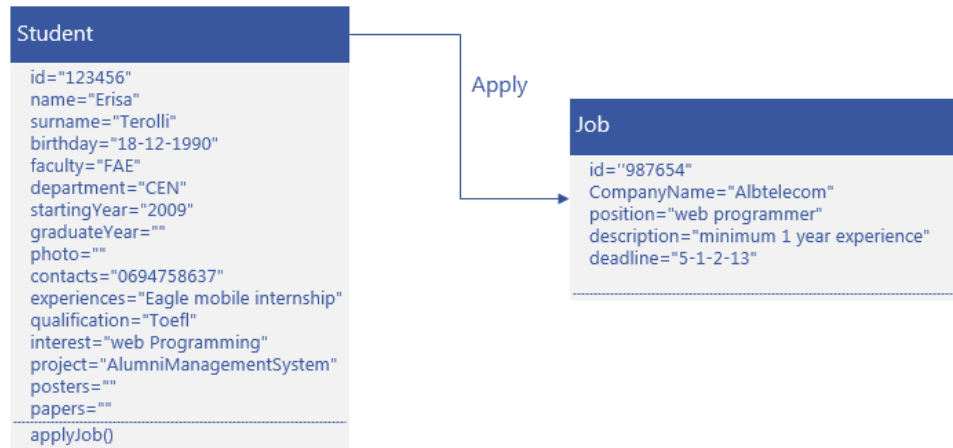 Student
id="123456"
name="Erisa"
surname="Terolli"
birthday="18-12-1990"
faculty="FAE"
department="CEN"
startingYear="2009"
graduateYear=""
photo=""
contacts="0694758637"
experiences="Eagle mobile internship"
qualification="Toefl"
interest="web Programming"
project="AlumniManagementSystem"
posters=""
papers=""
applyJob()
Apply
Job
id=''987654"
CompanyName="Albtelecom"
position="web programmer"
description="minimum 1 year experience"
deadline="5-1-2-13"